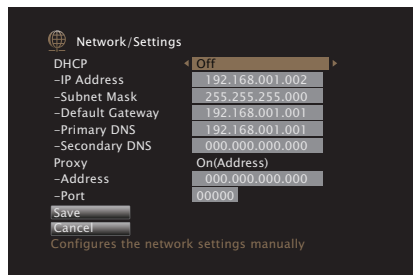 Network/Settings
DHCP Off
–IP Address 192.168.001.002
–Subnet Mask 255.255.255.000
–Default Gateway 192.168.001.001
–Primary DNS 192.168.001.001
–Secondary DNS 000.000.000.000
Proxy On(Address)
–Address 000.000.000.000
–Port 00000
Save
Cancel
Configures the network settings manually